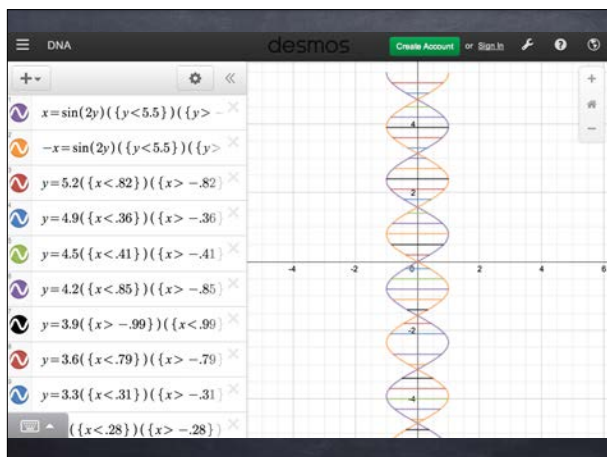 DNA
desmos
Create Account or Sign In
x=sin(2y)({y<5.5})({y> -
-x=sin(2y)({y<5.5})({y>
y=5.2({x<.82})({x> -.82)
y=4.9({x<.36})({x> -.36)
y=4.5({x<.41})({x> -.41)
y=4.2({x<.85})({x> -.85)
y=3.9({x> -.99})({x<.99)
y=3.6({x<.79})({x> -.79)
y=3.3({x<.31})({x> -.31)
({x<.28})({x> -.28})
4
2
-4 -2 0 2 4 6
-2
-4